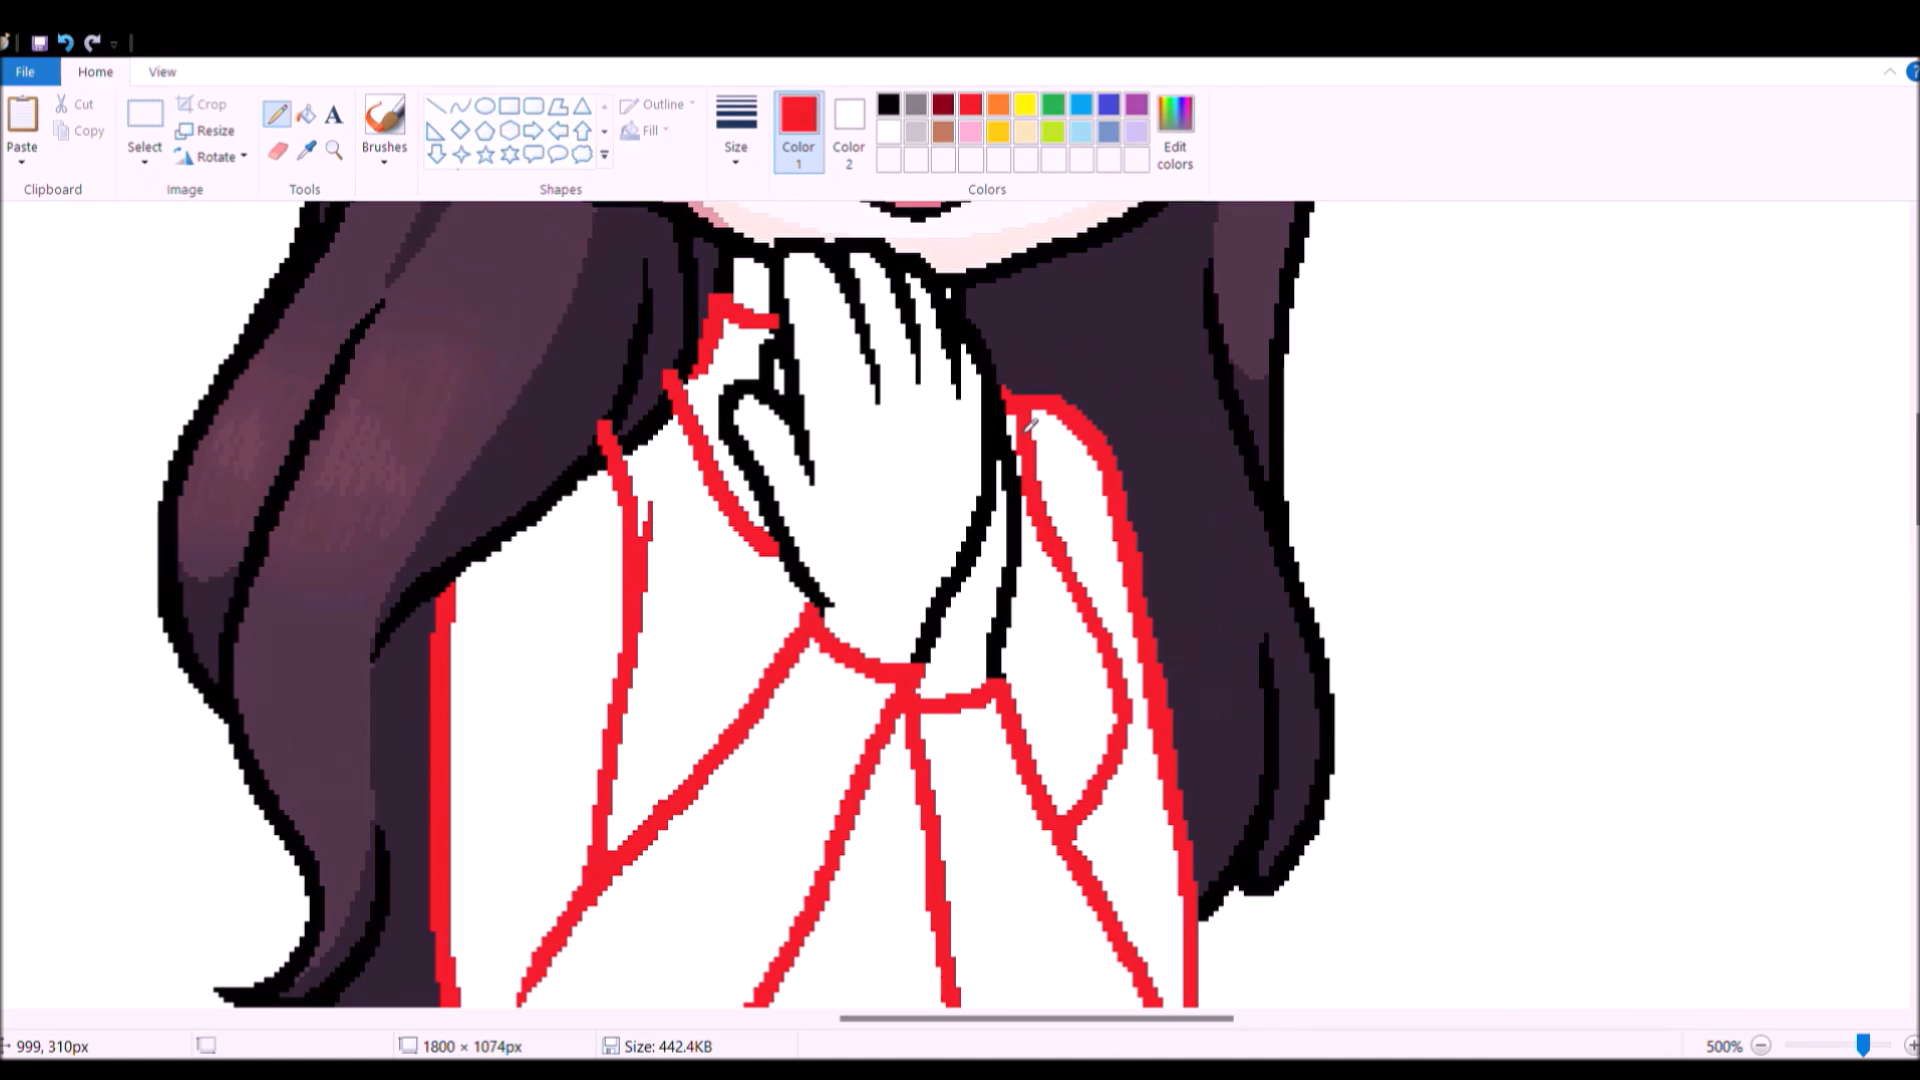 File Home View
Paste
Cut
Copy
Clipboard
Select
Crop
Resize
Rotate
Image
A
Tools
Brushes
Outline
Fill
Shapes
Size
Color
1
Color
2
Edit
colors
Colors
999, 310px
1800 × 1074px
Size: 442.4KB
500%